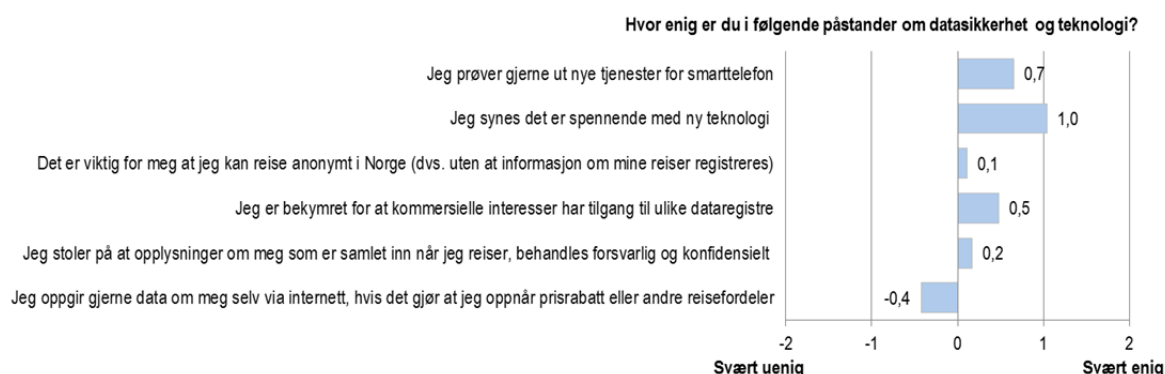 Hvor enig er du i følgende påstander om datasikkerhet og teknologi?
Jeg prøver gjerne ut nye tjenester for smarttelefon
0,7
Jeg synes det er spennende med ny teknologi
1,0
Det er viktig for meg at jeg kan reise anonymt i Norge (dvs. uten at informasjon om mine reiser registreres)
0,1
Jeg er bekymret for at kommersielle interesser har tilgang til ulike dataregistre
0,5
Jeg stoler på at opplysninger om meg som er samlet inn når jeg reiser, behandles forsvarlig og konfidensielt
0,2
Jeg oppgir gjerne data om meg selv via internett, hvis det gjør at jeg oppnår prisrabatt eller andre reisefordeler
-0,4
-2 -1 0 1 2
Svært uenig Svært enig